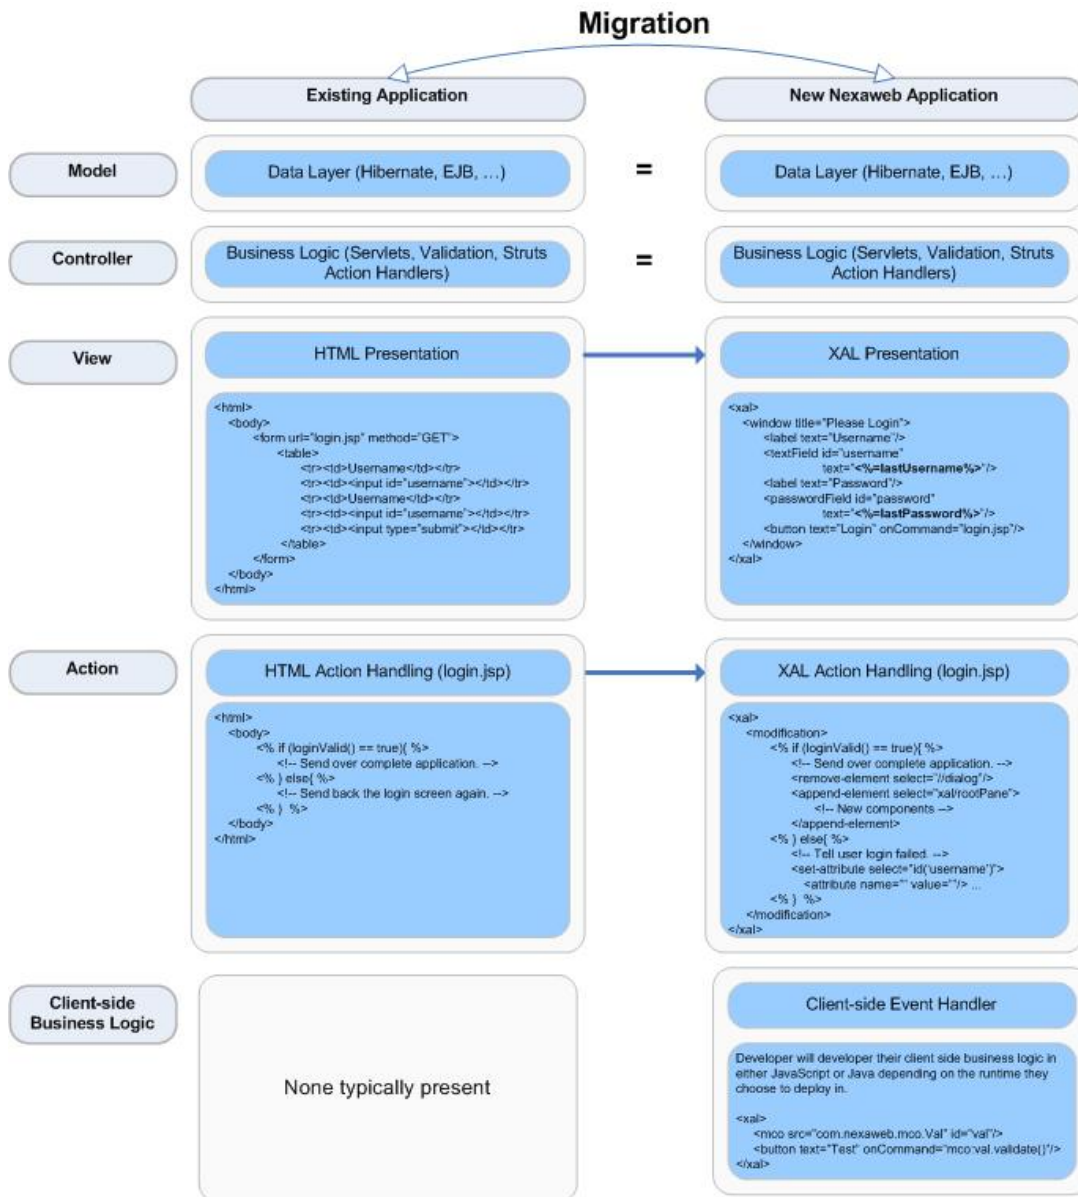 Migration
Existing Application
New Nexaweb Application
Model
Data Layer (Hibernate, EJB, …)
=
Data Layer (Hibernate, EJB, …)
Controller
Business Logic (Servlets, Validation, Struts
Action Handlers)
=
Business Logic (Servlets, Validation, Struts
Action Handlers)
View
HTML Presentation
<html>
<body>
<form url="login.jsp" method="GET">
<table>
<tr><td>Username</td></tr>
<tr><td><input id="username"></td></tr>
<tr><td>Username</td></tr>
<tr><td><input id="username"></td></tr>
<tr><td><input type="submit"></td></tr>
</table>
</form>
</body>
</html>
XAL Presentation
<xal>
<window title="Please Login">
<label text="Username"/>
<textField id="username"
text="<%=lastUsername%>"/>
<label text="Password"/>
<passwordField id="password"
text="<%=lastPassword%>"/>
<button text="Login" onCommand="login.jsp"/>
</window>
</xal>
Action
HTML Action Handling (login.jsp)
<html>
<body>
<% if (loginValid() == true){ %>
<!-- Send over complete application. -->
<% } else{ %>
<!-- Send back the login screen again. -->
<% } %>
</body>
</html>
XAL Action Handling (login.jsp)
<xal>
<modification>
<% if (loginValid() == true){ %>
<!-- Send over complete application. -->
<remove-element select="//dialog"/>
<append-element select="xal/rootPane">
<!-- New components -->
</append-element>
<% } else{ %>
<!-- Tell user login failed. -->
<set-attribute select="id('username')">
<attribute name="" value=""/> ...
<% } %>
</modification>
</xal>
Client-side
Business Logic
None typically present
Client-side Event Handler
Developer will developer their client side business logic in
either JavaScript or Java depending on the runtime they
choose to deploy in.
<xal>
<mco src="com.nexaweb.mco.Val" id="val"/>
<button text="Test" onCommand="mco:val.validate()"/>
</xal>